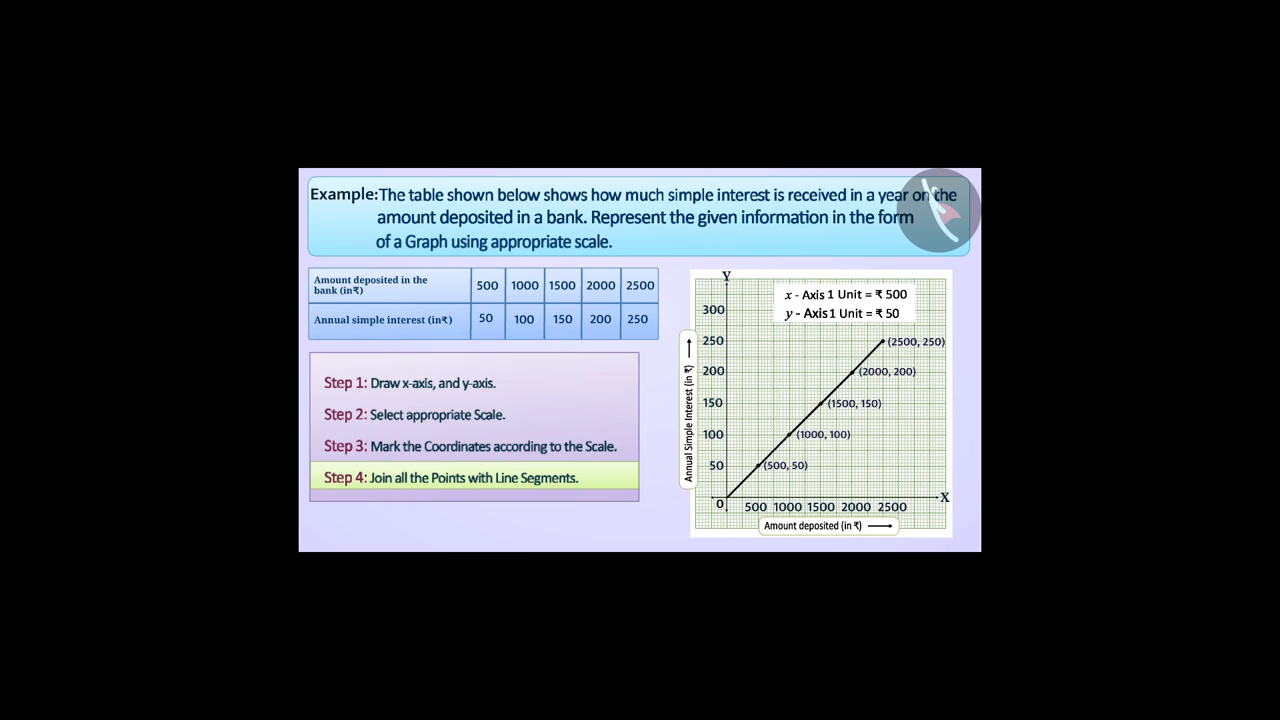 Example:The table shown below shows how much simple interest is received in a year on the
amount deposited in a bank. Represent the given information in the form
of a Graph using appropriate scale.
Amount deposited in the
bank (in₹)
500 1000 1500 2000 2500
Annual simple interest (in₹) 50 100 150 200 250
Step 1: Draw x-axis, and y-axis.
Step 2: Select appropriate Scale.
Step 3: Mark the Coordinates according to the Scale.
Step 4: Join all the Points with Line Segments.
Y
x - Axis 1 Unit = ₹ 500
y - Axis1 Unit = ₹ 50
300
250
200
150
100
50
0
Annual Simple Interest (in ₹)
(2500, 250)
(2000, 200)
(1500, 150)
(1000, 100)
(500, 50)
X
500 1000 1500 2000 2500
Amount deposited (in ₹)